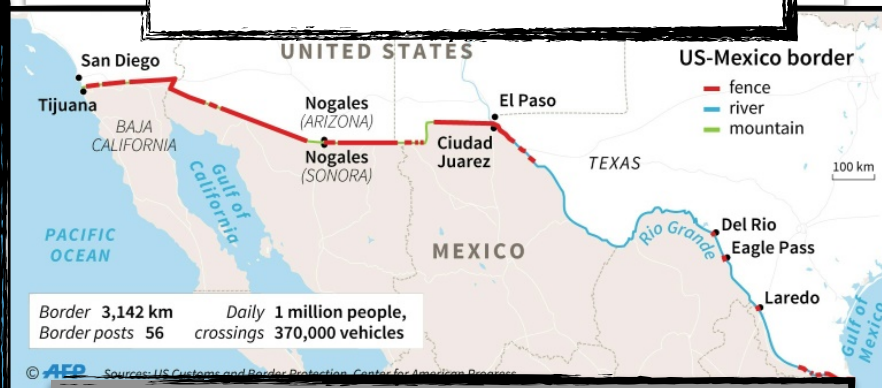 UNITED STATES
San Diego
Tijuana
BAJA
CALIFORNIA
Gulf of
California
PACIFIC
OCEAN
Nogales
(ARIZONA)
Nogales
(SONORA)
El Paso
Ciudad
Juarez
TEXAS
MEXICO
Rio Grande
Del Rio
Eagle Pass
Laredo
Gulf of
Mexico
US-Mexico border
fence
river
mountain
100 km
Border 3,142 km
Border posts 56
Daily crossings 1 million people,
370,000 vehicles
© AFP Sources: US Customs and Border Protection, Center for American Progress